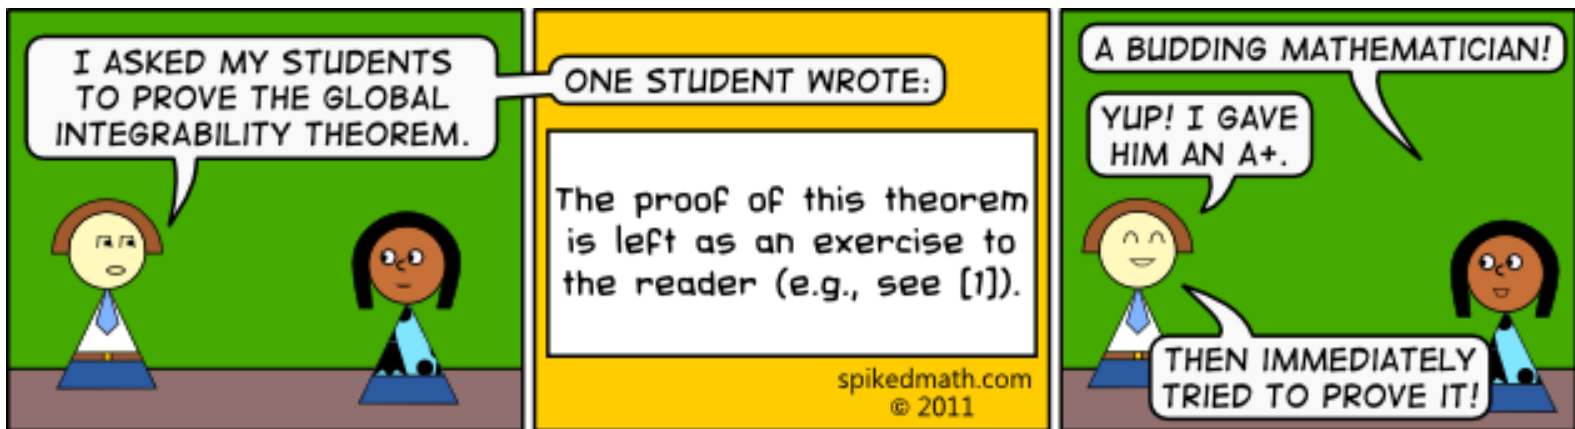 I ASKED MY STUDENTS
TO PROVE THE GLOBAL
INTEGRABILITY THEOREM.
ONE STUDENT WROTE:
The proof of this theorem
is left as an exercise to
the reader (e.g., see [1]).
spikedmath.com
© 2011
A BUDDING MATHEMATICIAN!
YUP! I GAVE
HIM AN A+.
THEN IMMEDIATELY
TRIED TO PROVE IT!